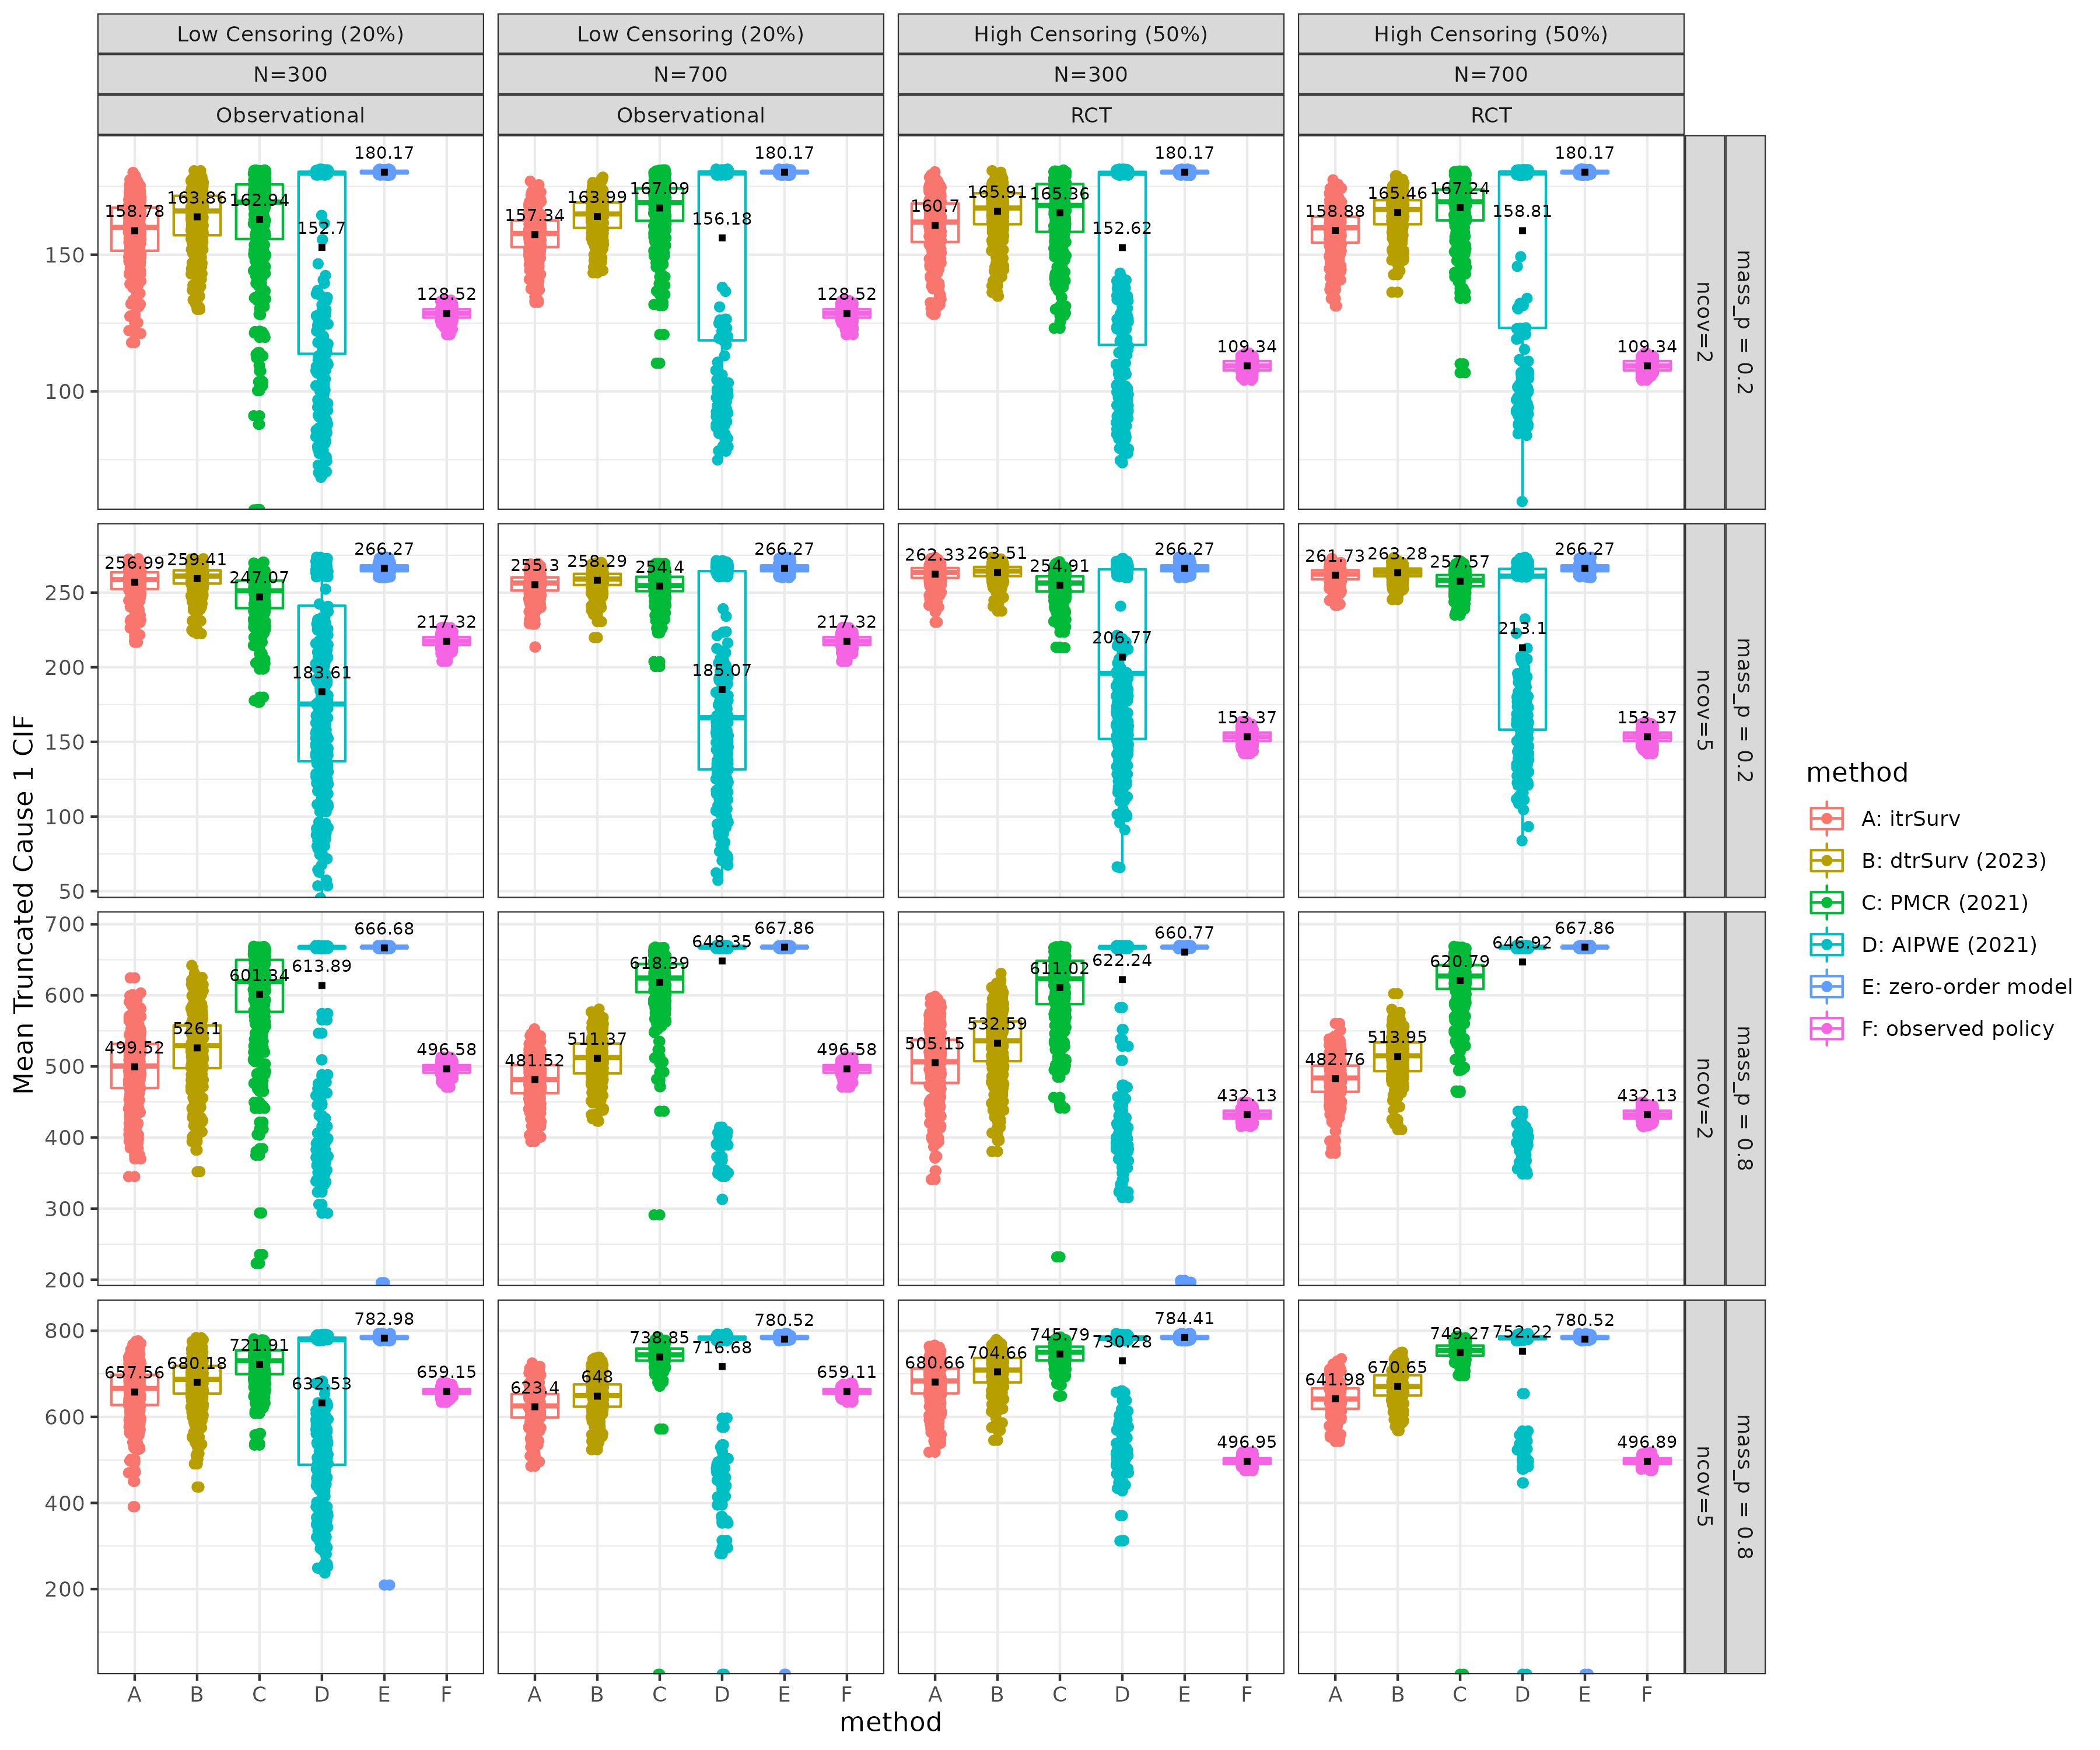 Low Censoring (20%) Low Censoring (20%) High Censoring (50%) High Censoring (50%)
N=300 N=700 N=300 N=700
Observational Observational RCT RCT
158.78 163.86 162.94 152.7 180.17 128.52
157.34 163.99 167.09 156.18 180.17 128.52
160.7 165.91 165.36 152.62 180.17 109.34
158.88 165.46 167.24 158.81 180.17 109.34
150
100
ncov=2
mass_p = 0.2
256.99 259.41 247.07 183.61 266.27 217.32
255.3 258.29 254.4 185.07 266.27 217.32
262.33 263.51 254.91 206.77 266.27 153.37
261.73 263.28 257.57 213.1 266.27 153.37
250
200
150
100
50
ncov=5
mass_p = 0.2
499.52 526.1 601.34 613.89 666.68 496.58
481.52 511.37 618.39 648.35 667.86 496.58
505.15 532.59 611.02 622.24 660.77 432.13
482.76 513.95 620.79 646.92 667.86 432.13
700
600
500
400
300
200
ncov=2
mass_p = 0.8
657.56 680.18 721.91 632.53 782.98 659.15
623.4 648 738.85 716.68 780.52 659.11
680.66 704.66 745.79 730.28 784.41 496.95
641.98 670.65 749.27 752.22 780.52 496.89
800
600
400
200
ncov=5
mass_p = 0.8
A B C D E F A B C D E F A B C D E F A B C D E F
method
Mean Truncated Cause 1 CIF
method
A: itrSurv
B: dtrSurv (2023)
C: PMCR (2021)
D: AIPWE (2021)
E: zero-order model
F: observed policy